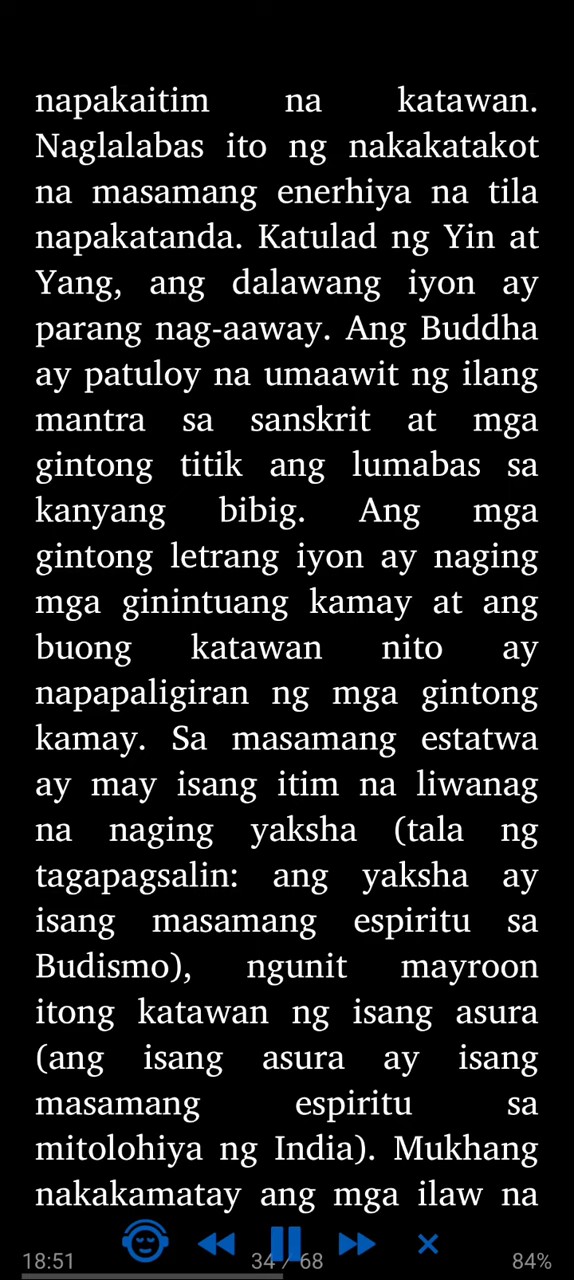 napakaitim na katawan.
Naglalabas ito ng nakakatakot
na masamang enerhiya na tila
napakatanda. Katulad ng Yin at
Yang, ang dalawang iyon ay
parang nag-aaway. Ang Buddha
ay patuloy na umaawit ng ilang
mantra sa sanskrit at mga
gintong titik ang lumabas sa
kanyang bibig. Ang mga
gintong letrang iyon ay naging
mga ginintuang kamay at ang
buong katawan nito ay
napapaligiran ng mga gintong
kamay. Sa masamang estatwa
ay may isang itim na liwanag
na naging yaksha (tala ng
tagapagsalin: ang yaksha ay
isang masamang espiritu sa
Budismo), ngunit mayroon
itong katawan ng isang asura
(ang isang asura ay isang
masamang espiritu sa
mitolohiya ng India). Mukhang
nakakamatay ang mga ilaw na
18:51 34 / 68 84%